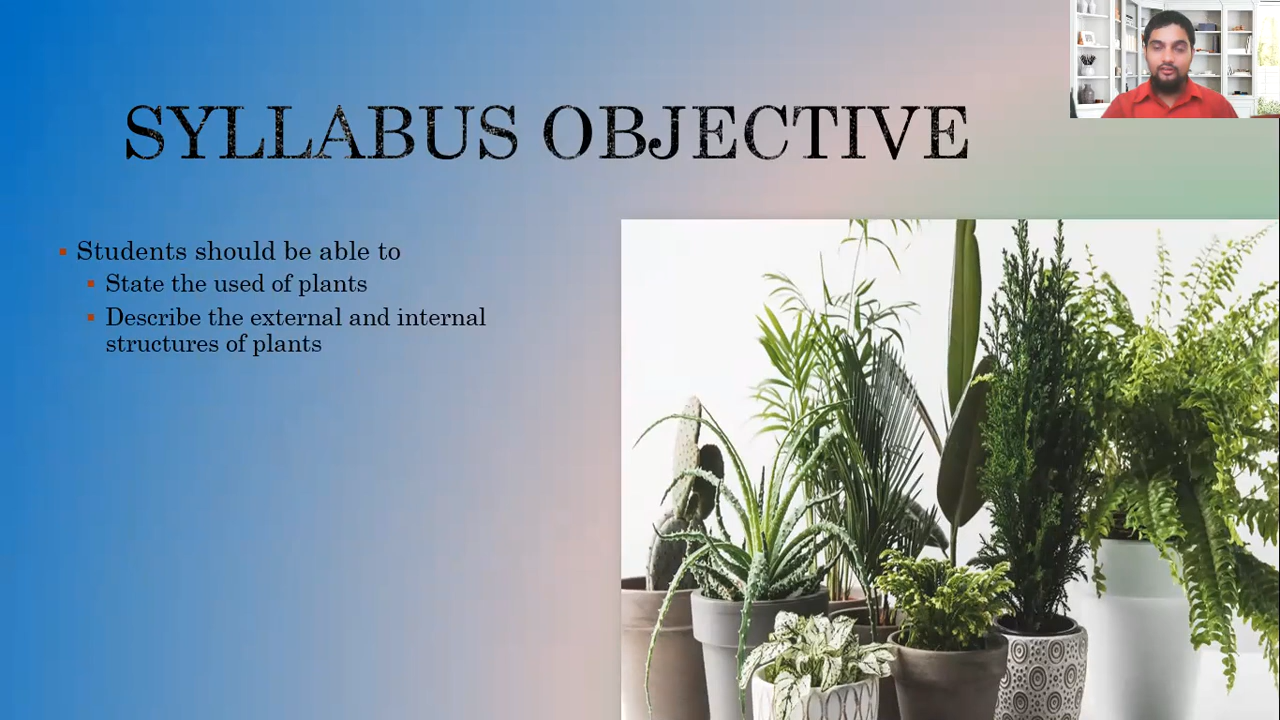 SYLLABUS OBJECTIVE
Students should be able to
State the used of plants
Describe the external and internal
structures of plants